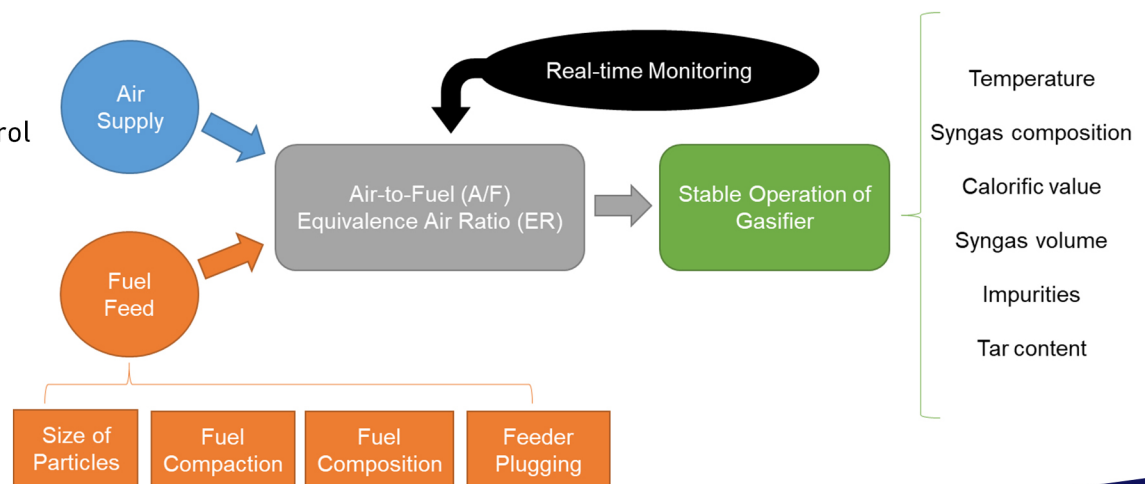 rol
Air
Supply
Real-time Monitoring
Air-to-Fuel (A/F)
Equivalence Air Ratio (ER)
Stable Operation of
Gasifier
Temperature
Syngas composition
Calorific value
Syngas volume
Impurities
Tar content
Fuel
Feed
Size of
Particles
Fuel
Compaction
Fuel
Composition
Feeder
Plugging